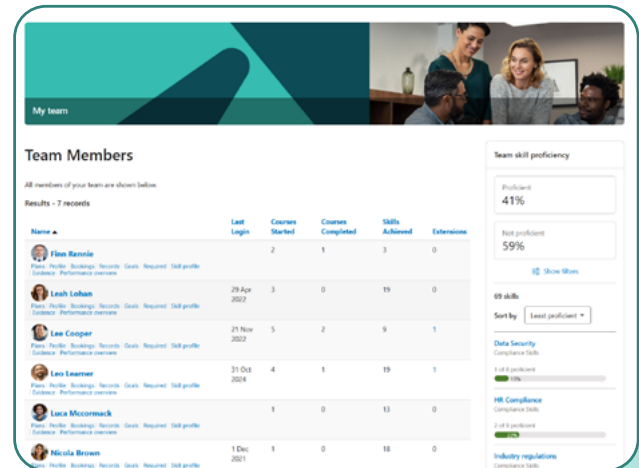 My team
Team Members
All members of your team are shown below.
Results - 7 records
Name Last Login Courses Started Courses Completed Skills Achieved Extensions
Finn Rennie 2 1 3 0
Plans Profile Bookings Records Goals Required Skill profile
Evidence Performance overview
Leah Lohan 29 Apr 2022 3 0 19 0
Plans Profile Bookings Records Goals Required Skill profile
Evidence Performance overview
Lee Cooper 21 Nov 2022 5 2 9 1
Plans Profile Bookings Records Goals Required Skill profile
Evidence Performance overview
Leo Learner 31 Oct 2024 4 1 19 1
Plans Profile Bookings Records Goals Required Skill profile
Evidence Performance overview
Luca Mccormack 1 0 13 0
Plans Profile Bookings Records Goals Required Skill profile
Evidence Performance overview
Nicola Brown 1 Dec 2021 1 0 18 0
Plans Profile Bookings Records Goals Required Skill profile
Team skill proficiency
Proficient
41%
Not proficient
59%
Show filters
69 skills
Sort by Least proficient
Data Security
Compliance Skills
1 of 8 proficient
13%
HR Compliance
Compliance Skills
2 of 8 proficient
Industry regulations
Compliance Skills